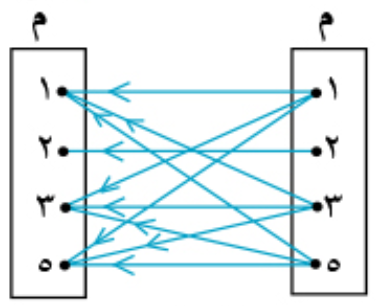 م م
١ ١
٢ ٢
٣ ٣
٥ ٥